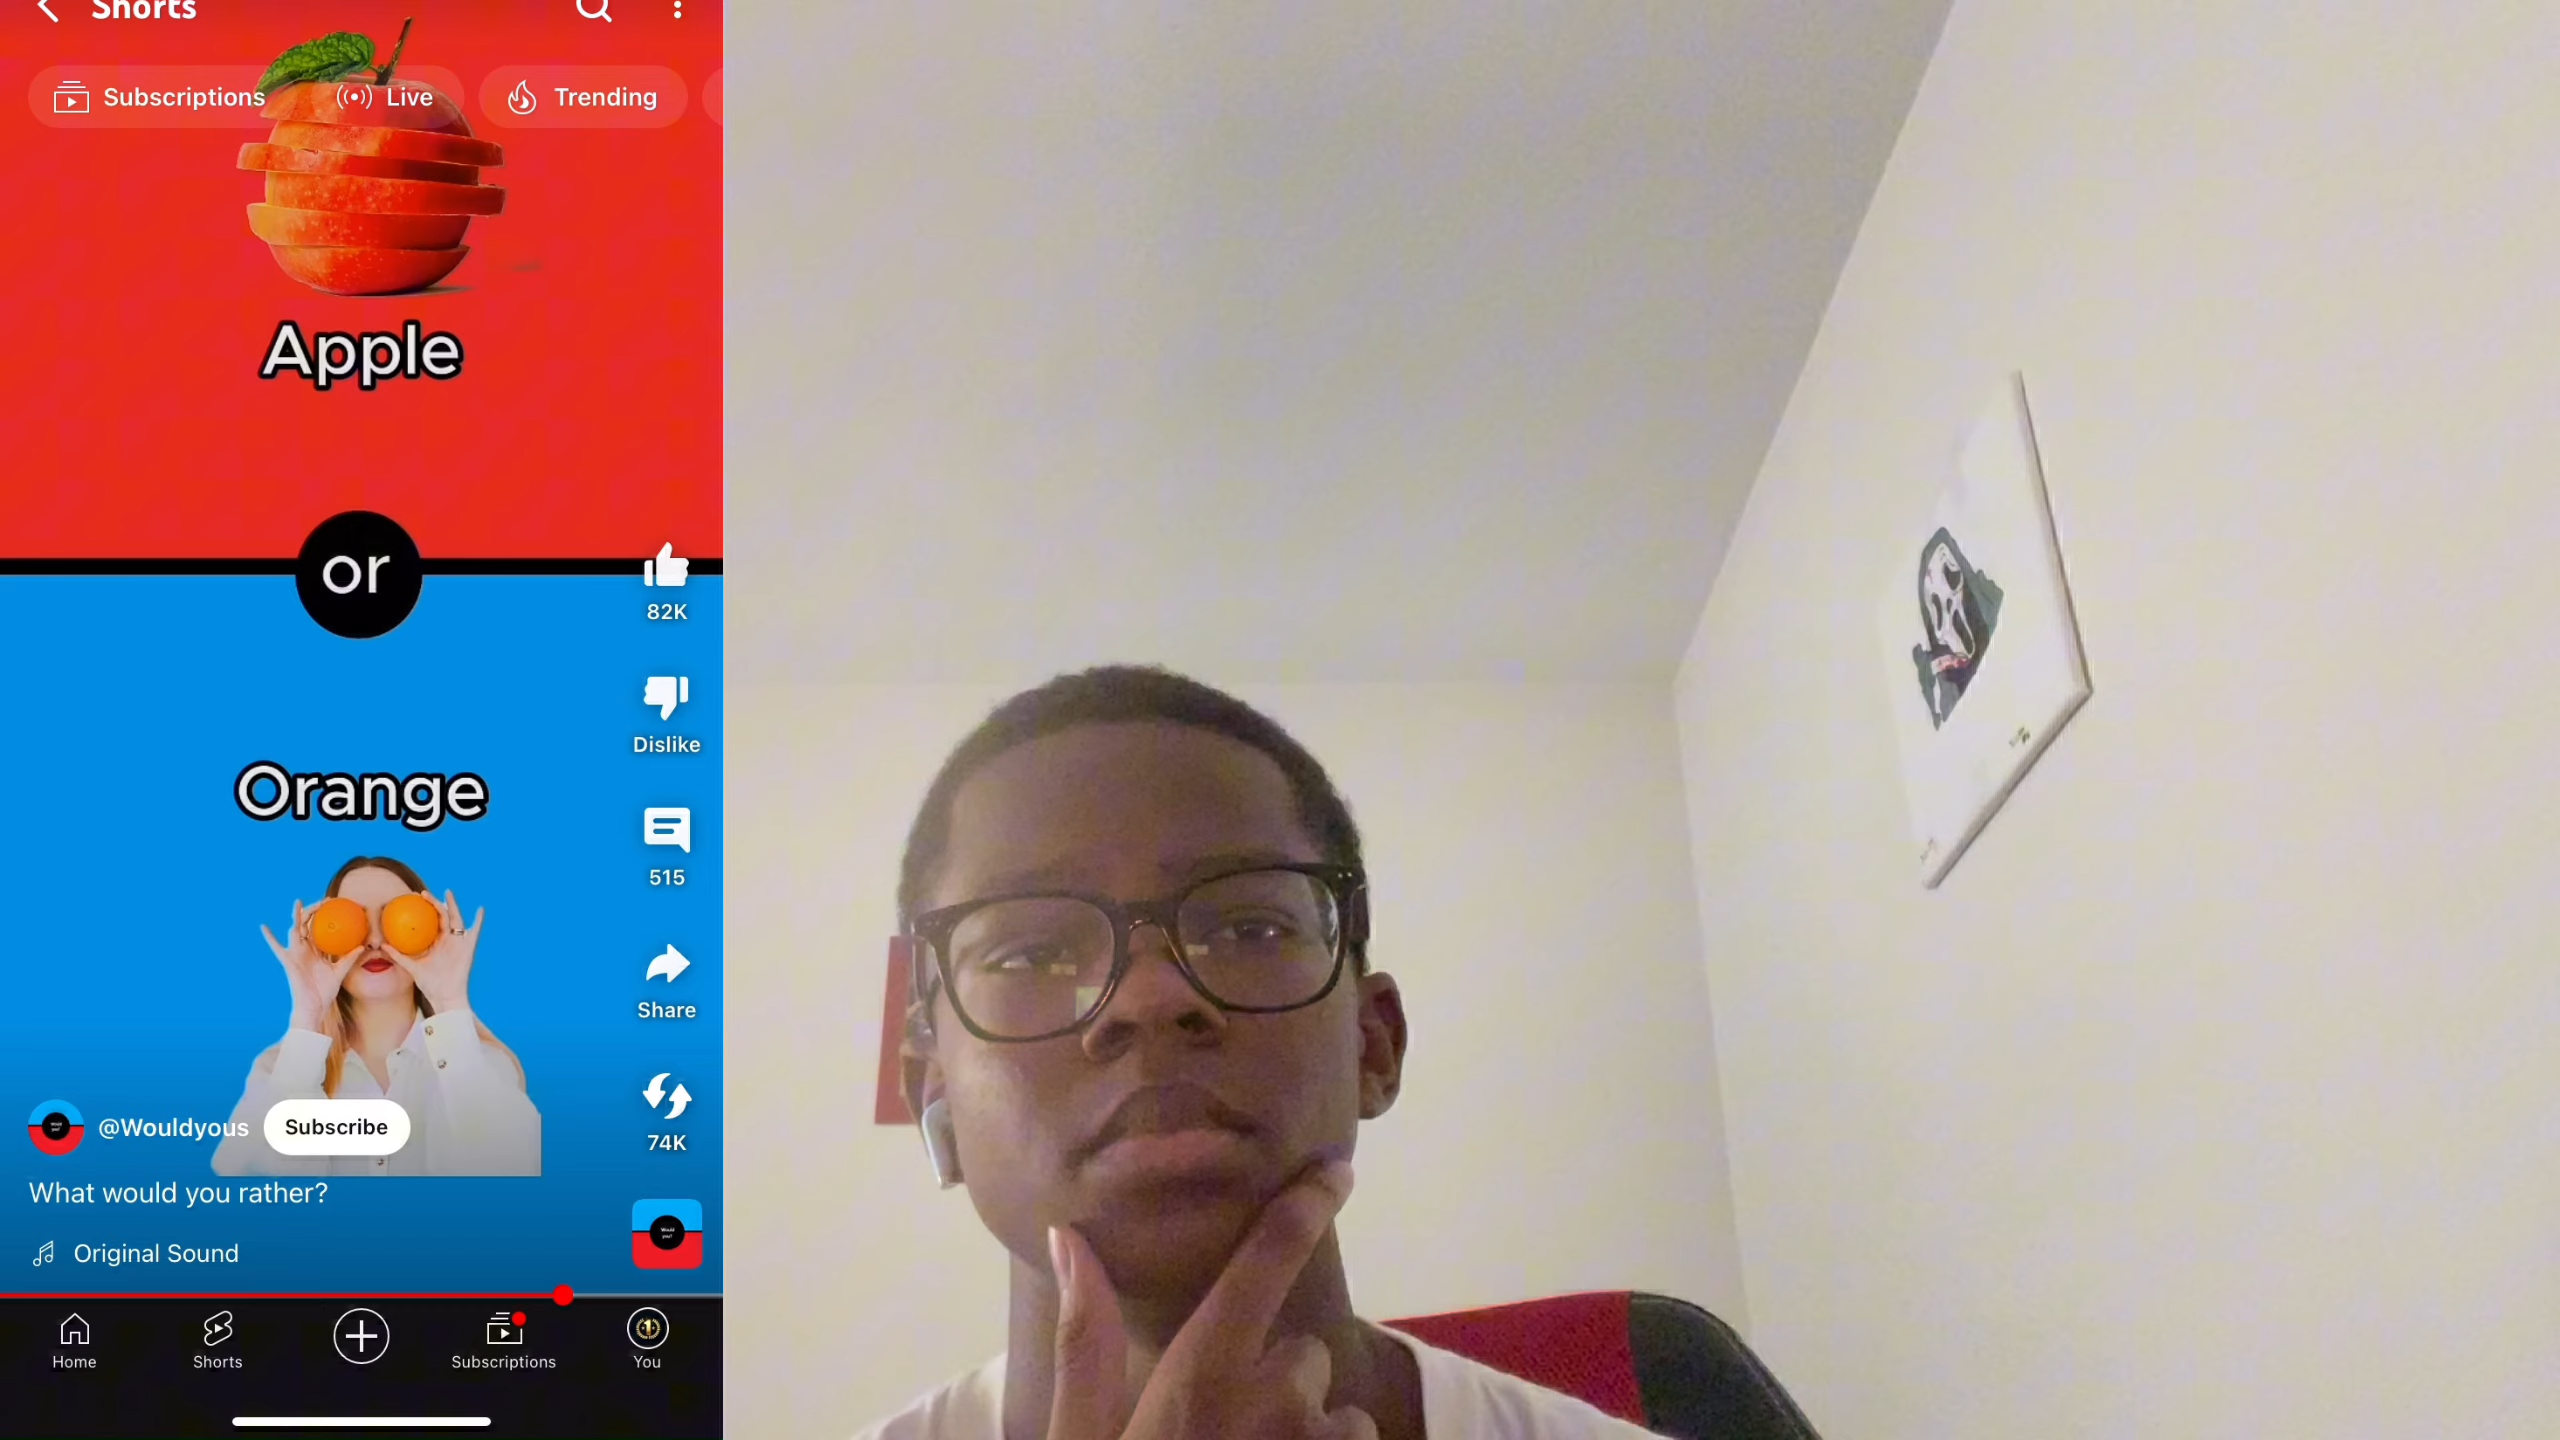 Shorts
Subscriptions
Live
Trending
Apple
or
82K
Dislike
Orange
515
Share
@Wouldyous
Subscribe
74K
What would you rather?
Original Sound
Home
Shorts
Subscriptions
You